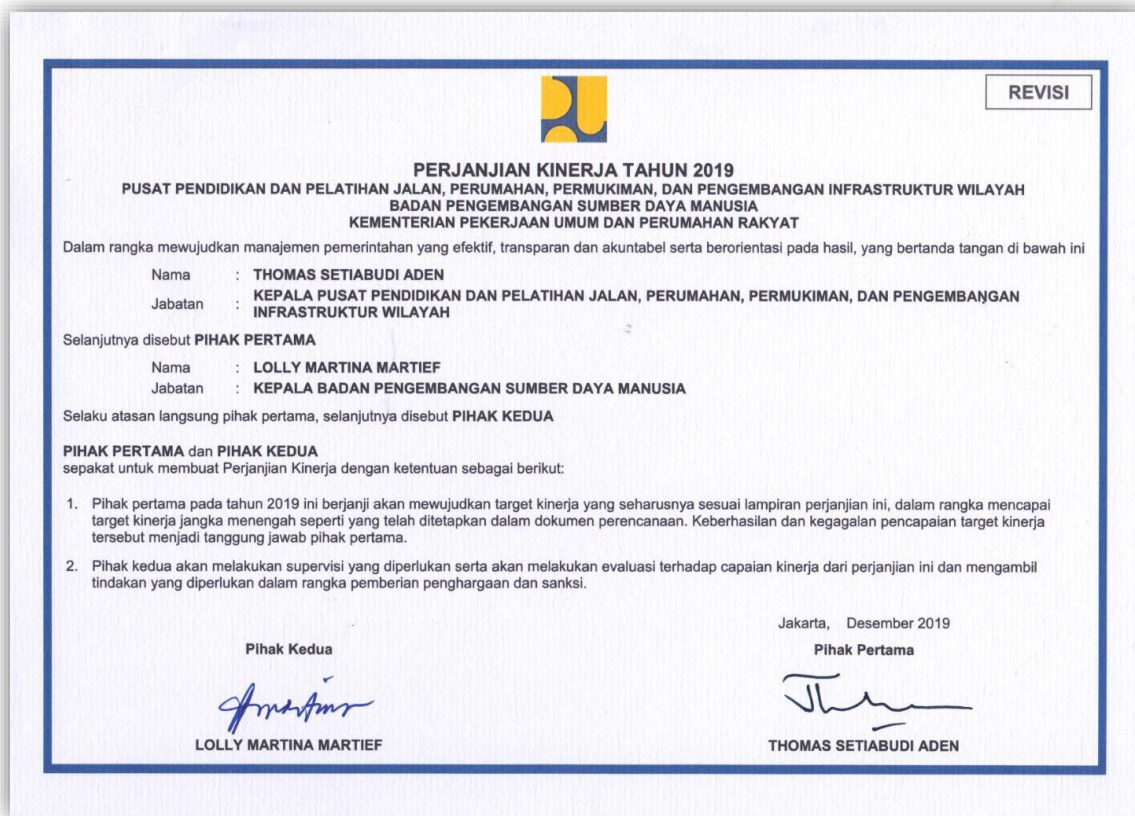 REVISI
PERJANJIAN KINERJA TAHUN 2019
PUSAT PENDIDIKAN DAN PELATIHAN JALAN, PERUMAHAN, PERMUKIMAN, DAN PENGEMBANGAN INFRASTRUKTUR WILAYAH
BADAN PENGEMBANGAN SUMBER DAYA MANUSIA
KEMENTERIAN PEKERJAAN UMUM DAN PERUMAHAN RAKYAT
Dalam rangka mewujudkan manajemen pemerintahan yang efektif, transparan dan akuntabel serta berorientasi pada hasil, yang bertanda tangan di bawah ini
Nama : THOMAS SETIABUDI ADEN
Jabatan : KEPALA PUSAT PENDIDIKAN DAN PELATIHAN JALAN, PERUMAHAN, PERMUKIMAN, DAN PENGEMBANGAN
INFRASTRUKTUR WILAYAH
Selanjutnya disebut PIHAK PERTAMA
Nama : LOLLY MARTINA MARTIEF
Jabatan : KEPALA BADAN PENGEMBANGAN SUMBER DAYA MANUSIA
Selaku atasan langsung pihak pertama, selanjutnya disebut PIHAK KEDUA
PIHAK PERTAMA dan PIHAK KEDUA
sepakat untuk membuat Perjanjian Kinerja dengan ketentuan sebagai berikut:
1. Pihak pertama pada tahun 2019 ini berjanji akan mewujudkan target kinerja yang seharusnya sesuai lampiran perjanjian ini, dalam rangka mencapai
target kinerja jangka menengah seperti yang telah ditetapkan dalam dokumen perencanaan. Keberhasilan dan kegagalan pencapaian target kinerja
tersebut menjadi tanggung jawab pihak pertama.
2. Pihak kedua akan melakukan supervisi yang diperlukan serta akan melakukan evaluasi terhadap capaian kinerja dari perjanjian ini dan mengambil
tindakan yang diperlukan dalam rangka pemberian penghargaan dan sanksi.
Jakarta, Desember 2019
Pihak Kedua
Pihak Pertama
LOLLY MARTINA MARTIEF
THOMAS SETIABUDI ADEN